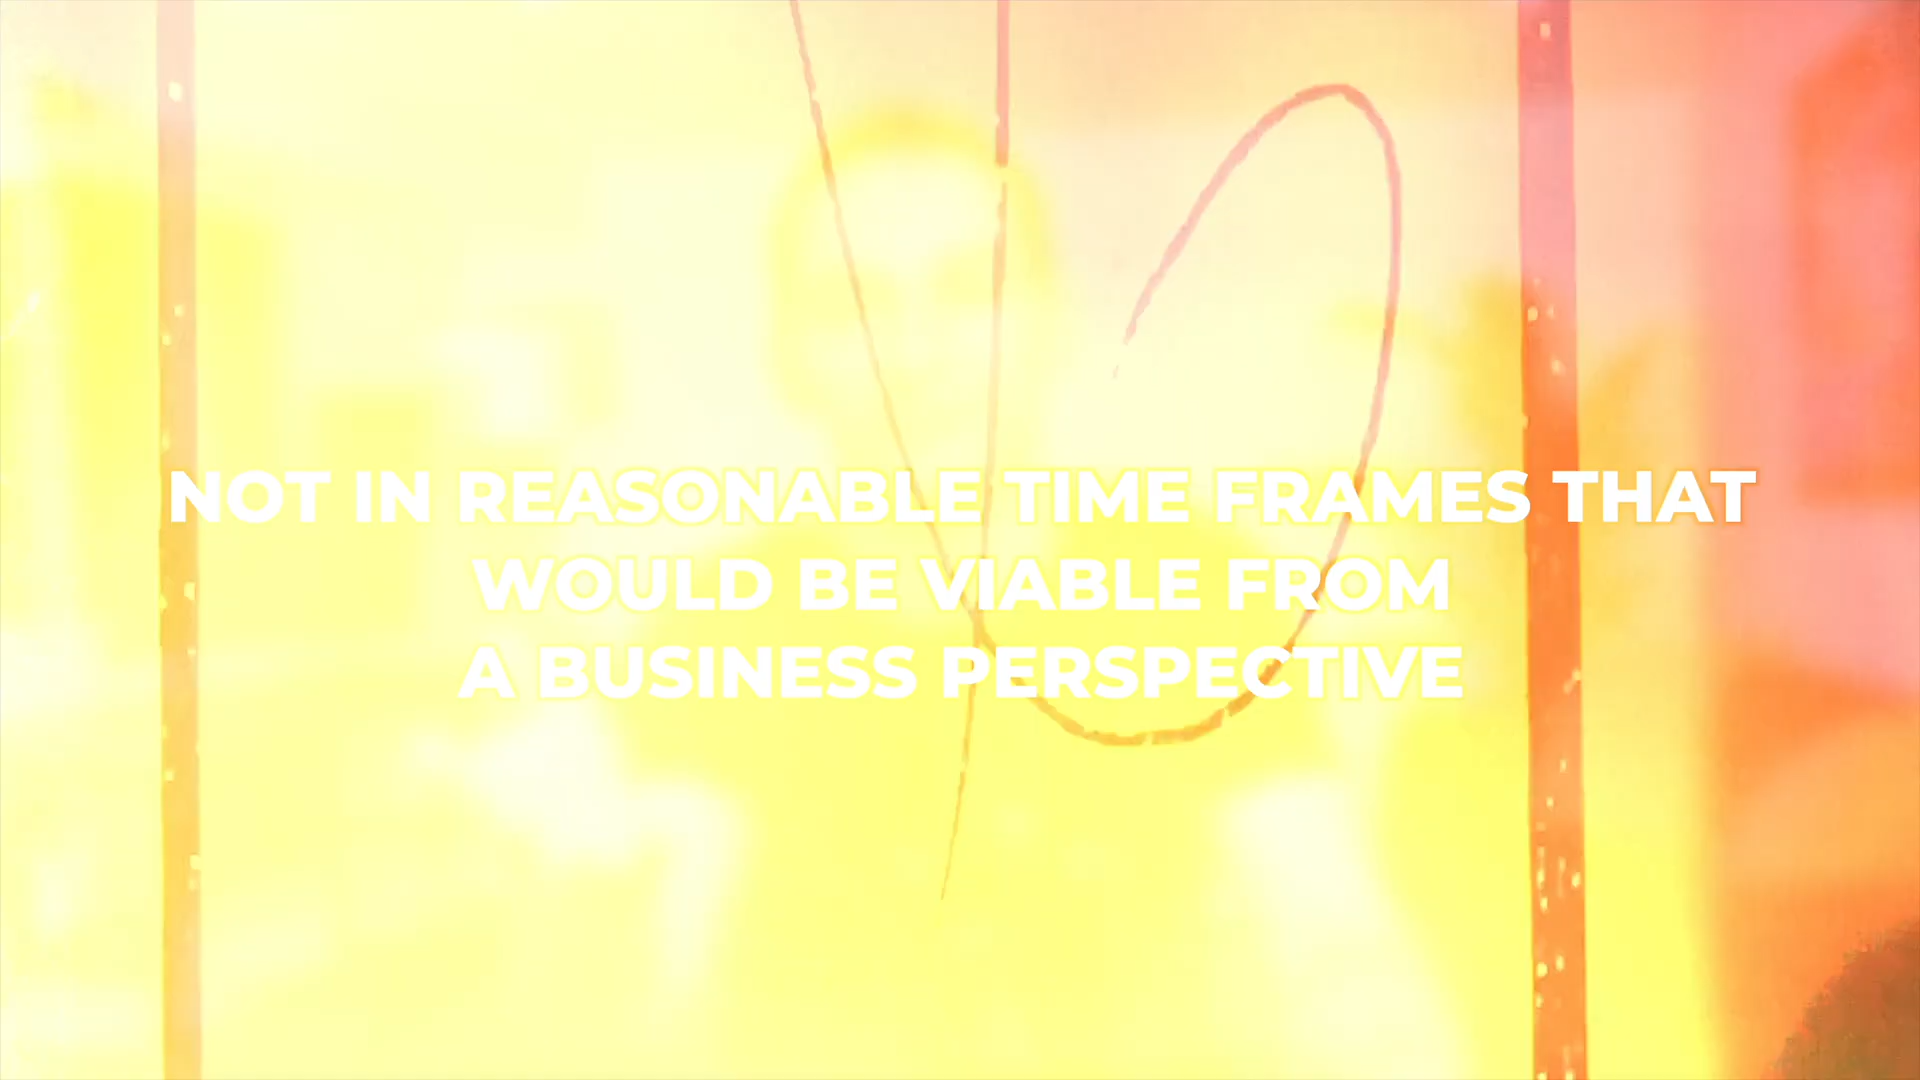 NOT IN REASONABLE TIME FRAMES THAT
WOULD BE VIABLE FROM
A BUSINESS PERSPECTIVE